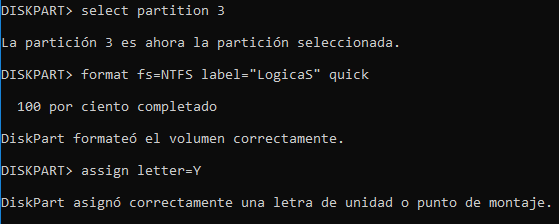 DISKPART> select partition 3
La partición 3 es ahora la partición seleccionada.
DISKPART> format fs=NTFS label="LogicaS" quick
100 por ciento completado
DiskPart formateó el volumen correctamente.
DISKPART> assign letter=Y
DiskPart asignó correctamente una letra de unidad o punto de montaje.